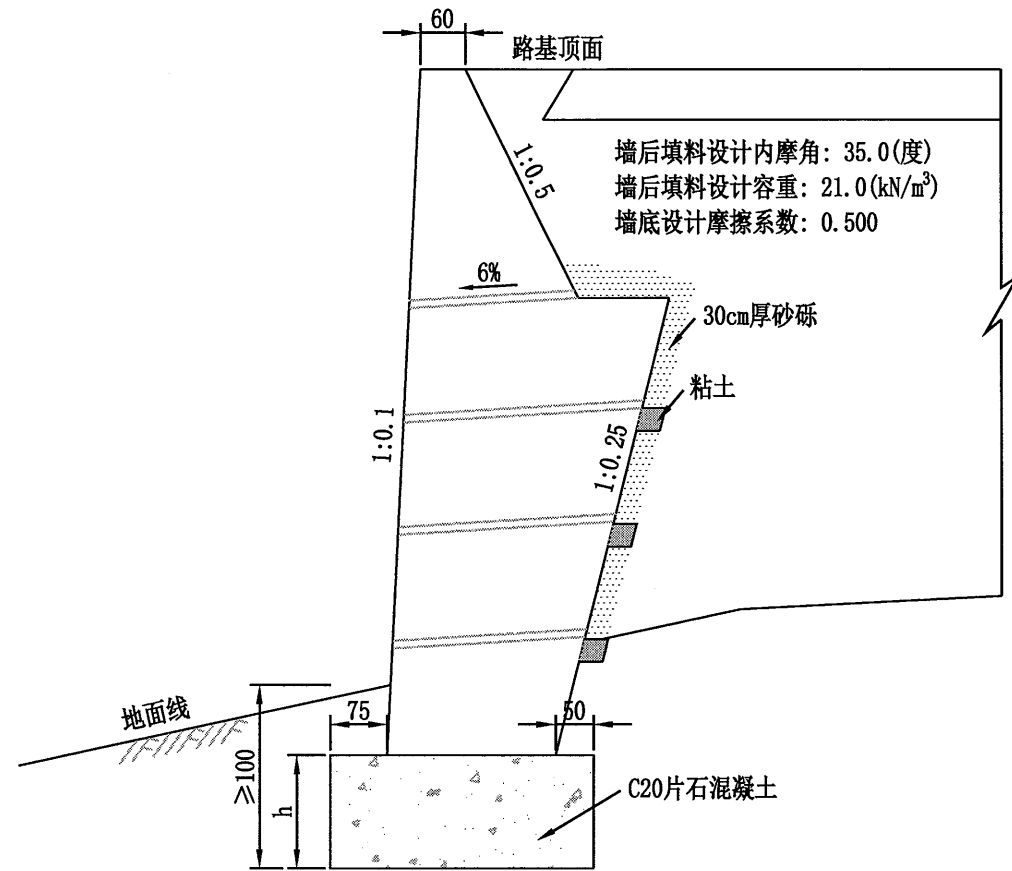 60
路基顶面
1:0.5
墙后填料设计内摩角: 35.0(度)
墙后填料设计容重: 21.0(kN/m³)
墙底设计摩擦系数: 0.500
6%
30cm厚砂砾
粘土
1:0.1
1:0.25
地面线
75
50
≥100
h
C20片石混凝土